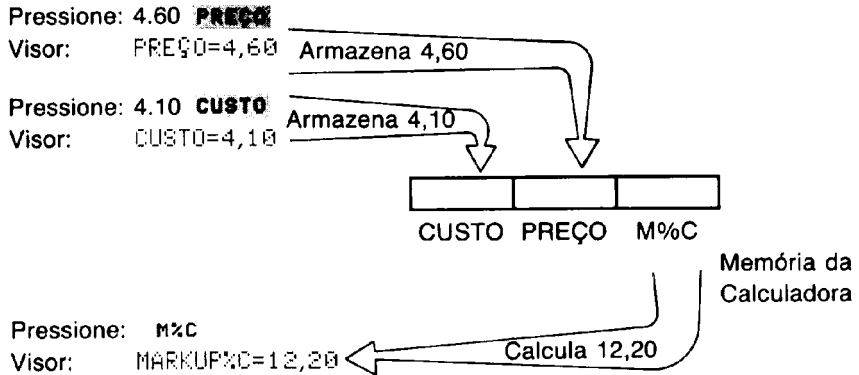 Pressione: 4.60 PREÇO
Visor: PREÇO=4,60 Armazena 4,60
Pressione: 4.10 CUSTO
Armazena 4,10
Visor: CUSTO=4,10
CUSTO PREÇO M%C
Memória da
Calculadora
Pressione: M%C
Visor: MARKUP%C=12,20 Calcula 12,20